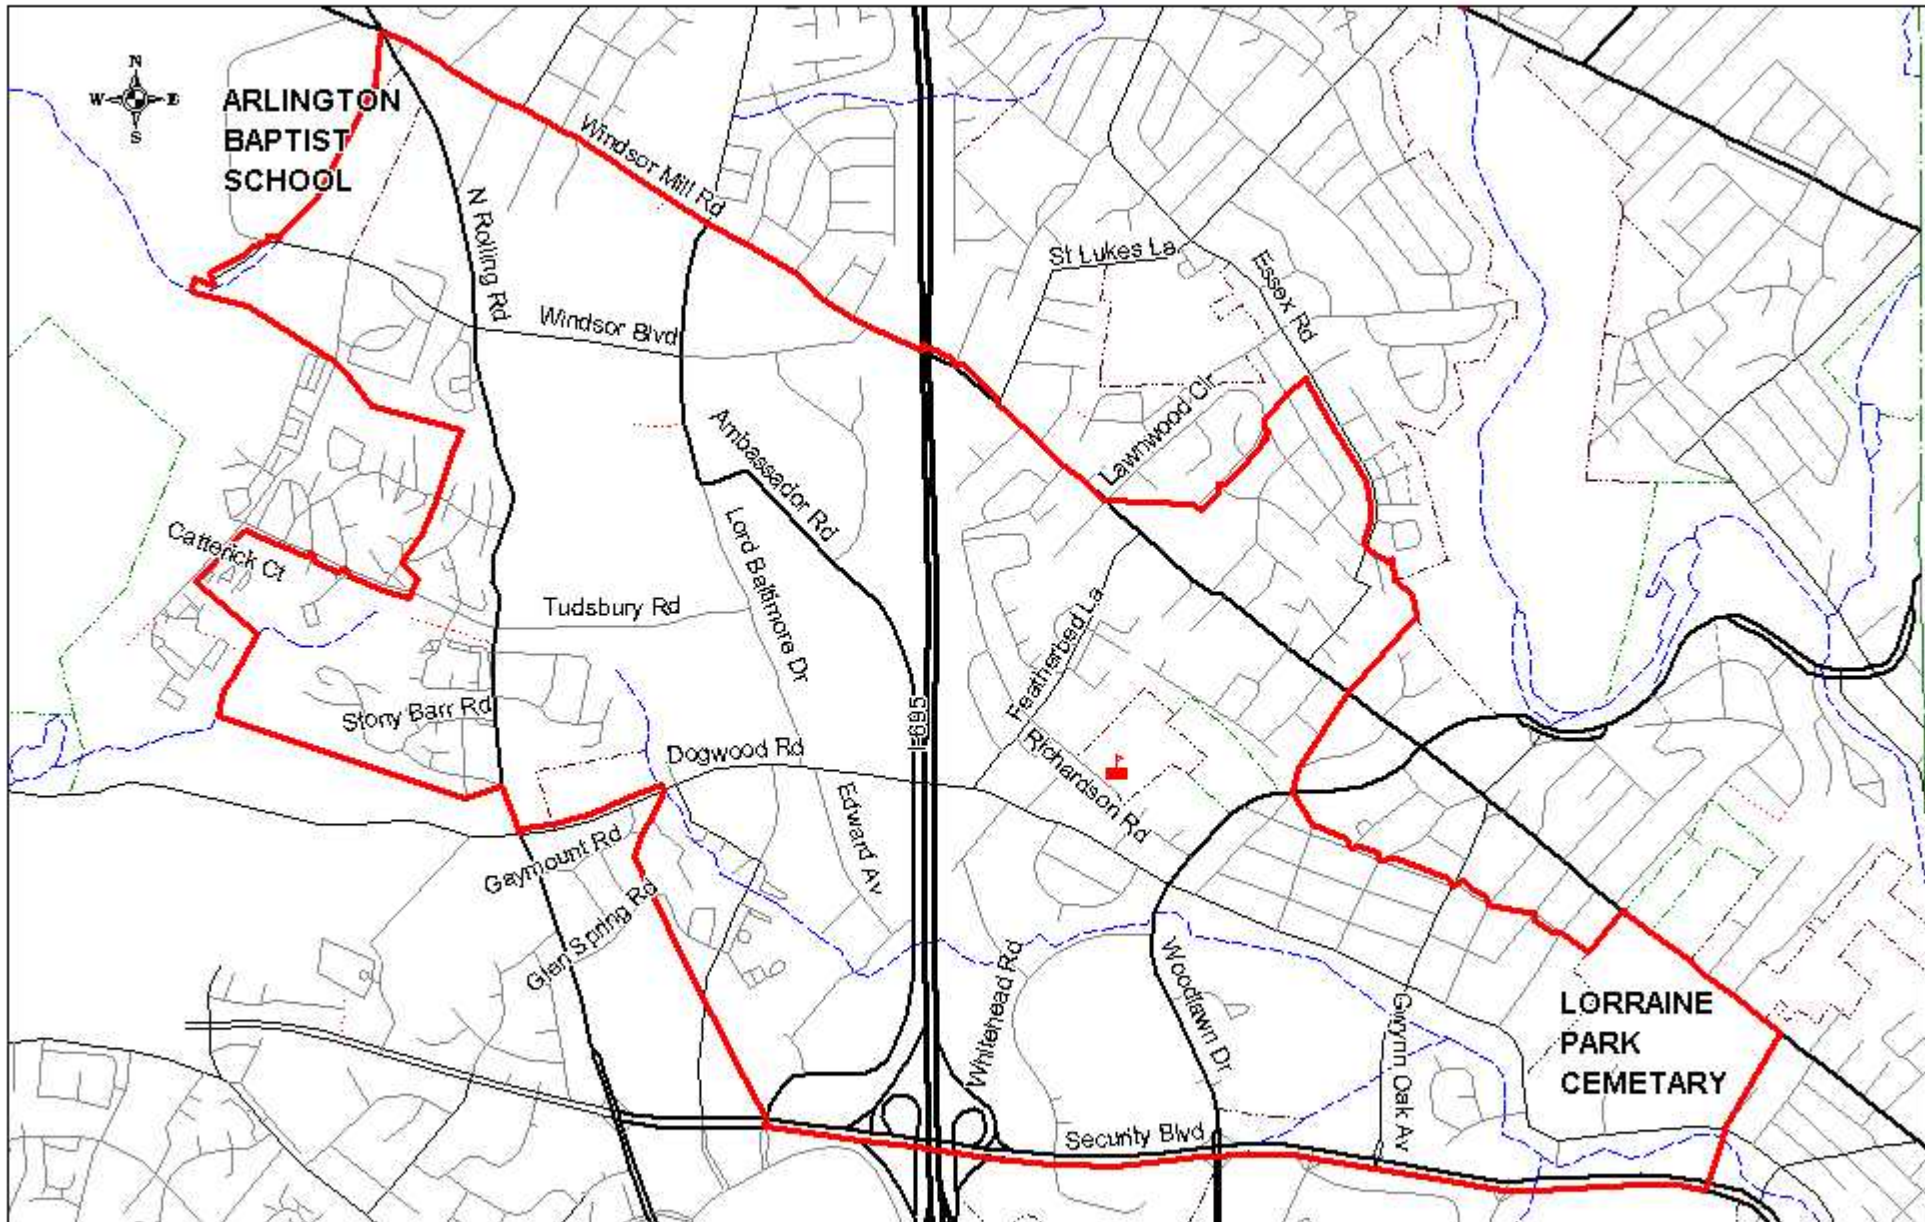 N
W E
S
ARLINGTON
BAPTIST
SCHOOL
Windsor Mill Rd
N Rolling Rd
St Lukes La
Essex Rd
Windsor Blvd
Lawnwood Cir
Ambassador Rd
Catterick Ct
Lord Baltimore Dr
Tudsbury Rd
Featherbed La
Stony Barr Rd
I-695
Dogwood Rd
Richardson Rd
Edward Av
Gaymount Rd
Glen Spring Rd
Whitehead Rd
Woodlawn Dr
Gwynn Oak Av
LORRAINE
PARK
CEMETARY
Security Blvd